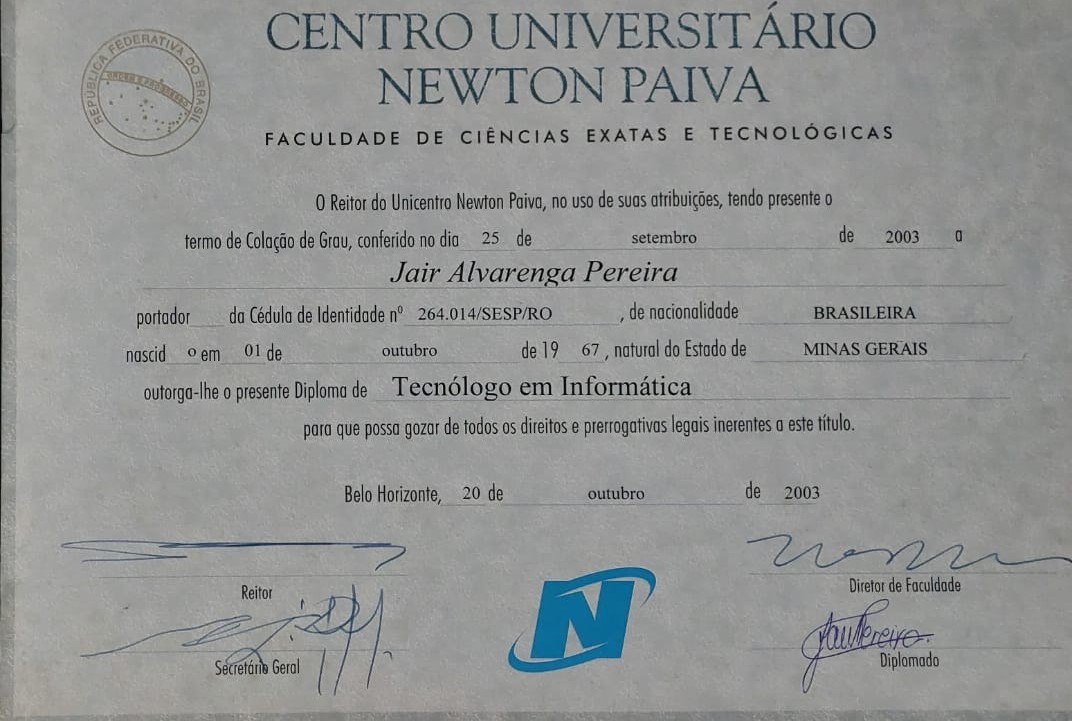 CENTRO UNIVERSITÁRIO
NEWTON PAIVA
FACULDADE DE CIÊNCIAS EXATAS E TECNOLÓGICAS
REPÚBLICA FEDERATIVA DO BRASIL
ORDEM E PROGRESSO
O Reitor do Unicentro Newton Paiva, no uso de suas atribuições, tendo presente o
termo de Colação de Grau, conferido no dia 25 de setembro de 2003 a
Jair Alvarenga Pereira
portador da Cédula de Identidade nº 264.014/SESP/RO , de nacionalidade BRASILEIRA
nascid o em 01 de outubro de 19 67 , natural do Estado de MINAS GERAIS
outorga-lhe o presente Diploma de Tecnólogo em Informática
para que possa gozar de todos os direitos e prerrogativas legais inerentes a este título.
Belo Horizonte, 20 de outubro de 2003
Reitor
Diretor de Faculdade
Secretário Geral
N
Diplomado